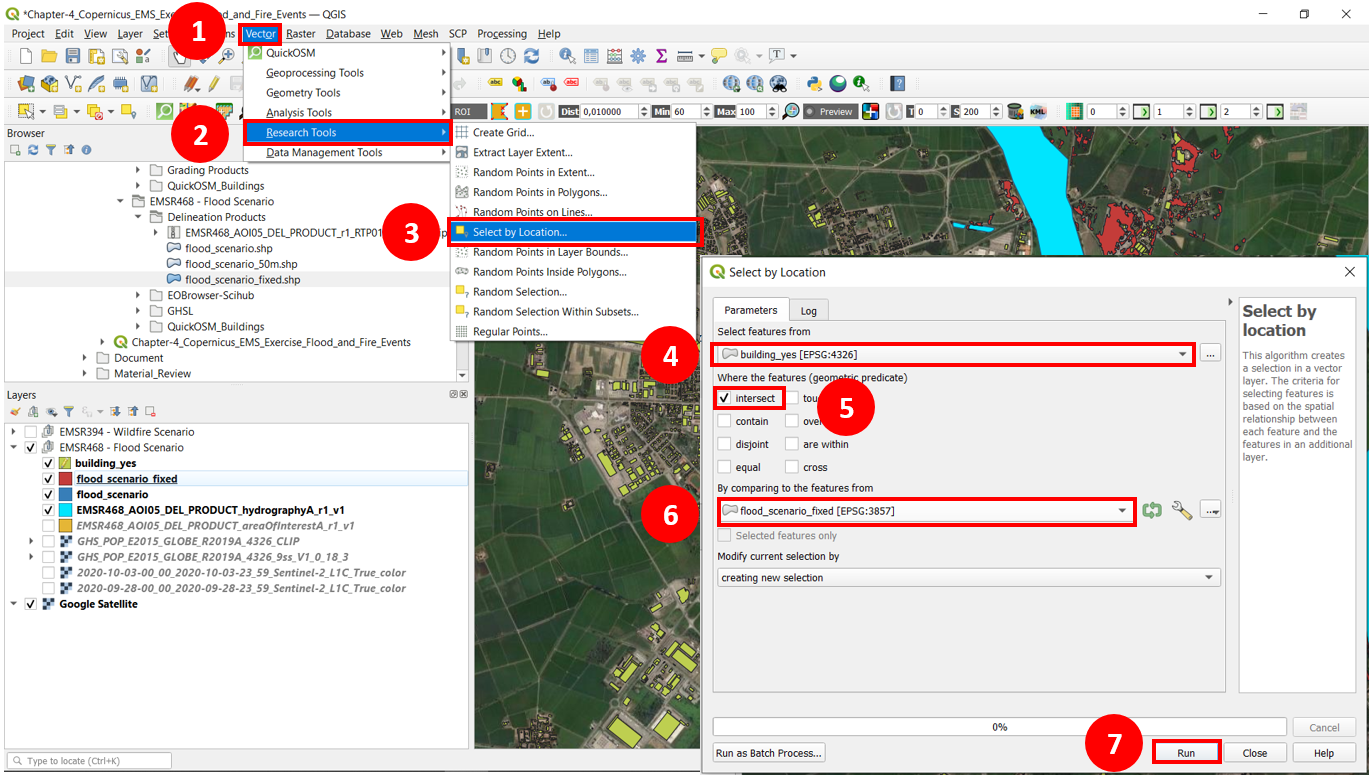 *Chapter-4_Copernicus_EMS_Exercise_Flood_and_Fire_Events — QGIS
Project Edit View Layer Vector Raster Database Web Mesh SCP Processing Help
1
QuickOSM
Geoprocessing Tools
Geometry Tools
Analysis Tools
2
Research Tools
Data Management Tools
ROI Dist 0,010000 Min 60 Max 100 Preview T 0 S 200 KML 0 1 2
Create Grid...
Extract Layer Extent...
Random Points in Extent...
Random Points in Polygons...
Random Points on Lines...
3
Select by Location...
Random Points in Layer Bounds...
Random Points Inside Polygons...
Random Selection...
Random Selection Within Subsets...
Regular Points...
Browser
Grading Products
QuickOSM_Buildings
EMSR468 - Flood Scenario
Delineation Products
EMSR468_AOI05_DEL_PRODUCT_r1_RTP01
flood_scenario.shp
flood_scenario_50m.shp
flood_scenario_fixed.shp
EOBrowser-Scihub
GHSL
QuickOSM_Buildings
Chapter-4_Copernicus_EMS_Exercise_Flood_and_Fire_Events
Document
Material_Review
Layers
EMSR394 - Wildfire Scenario
EMSR468 - Flood Scenario
building_yes
flood_scenario_fixed
flood_scenario
EMSR468_AOI05_DEL_PRODUCT_hydrographyA_r1_v1
EMSR468_AOI05_DEL_PRODUCT_areaOfInterestA_r1_v1
GHS_POP_E2015_GLOBE_R2019A_4326_CLIP
GHS_POP_E2015_GLOBE_R2019A_4326_9ss_V1_0_18_3
2020-10-03-00_00_2020-10-03-23_59_Sentinel-2_L1C_True_color
2020-09-28-00_00_2020-09-28-23_59_Sentinel-2_L1C_True_color
Google Satellite
Type to locate (Ctrl+K)
Select by Location
Parameters Log
Select features from
4
building_yes [EPSG:4326]
...
Where the features (geometric predicate)
intersect
5
contain
disjoint are within
equal cross
By comparing to the features from
6
flood_scenario_fixed [EPSG:3857]
...
Selected features only
Modify current selection by
creating new selection
Select by
location
This algorithm creates
a selection in a vector
layer. The criteria for
selecting features is
based on the spatial
relationship between
each feature and the
features in an additional
layer.
0%
Cancel
Run as Batch Process...
7
Run
Close
Help